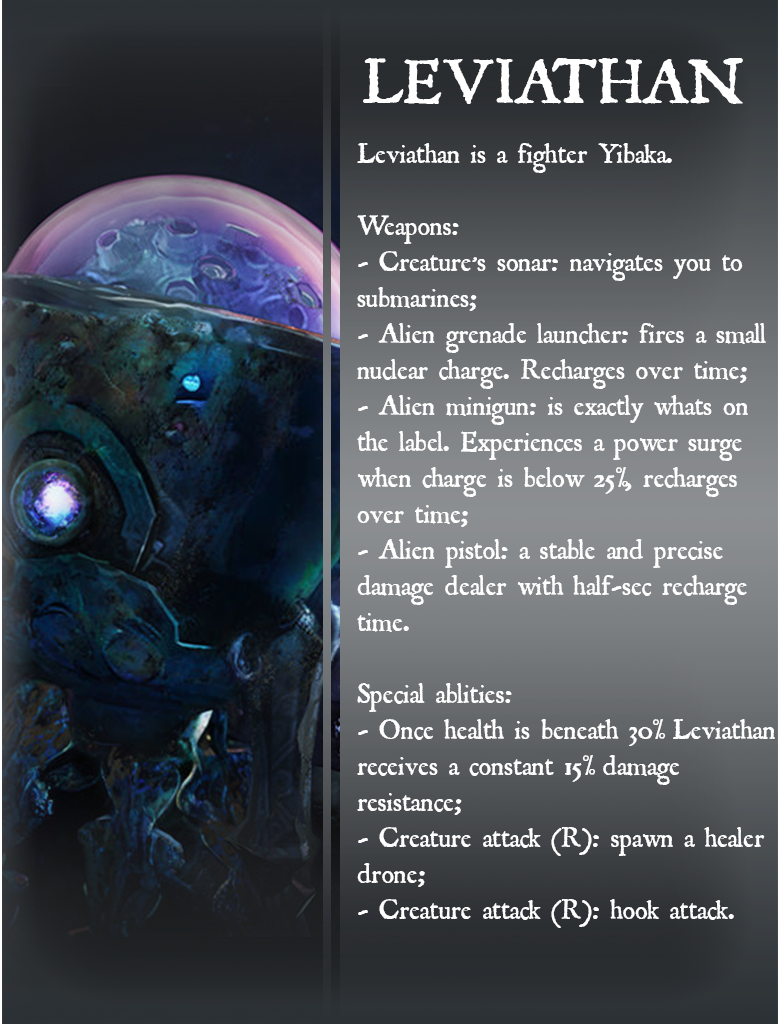 LEVIATHAN
Leviathan is a fighter Yibaka.
Weapons:
- Creature's sonar: navigates you to
submarines;
- Alien grenade launcher: fires a small
nuclear charge. Recharges over time;
- Alien minigun: is exactly whats on
the label. Experiences a power surge
when charge is below 25%, recharges
over time;
- Alien pistol: a stable and precise
damage dealer with half-sec recharge
time.
Special ablities:
- Once health is beneath 30% Leviathan
receives a constant 15% damage
resistance;
- Creature attack (R): spawn a healer
drone;
- Creature attack (R): hook attack.